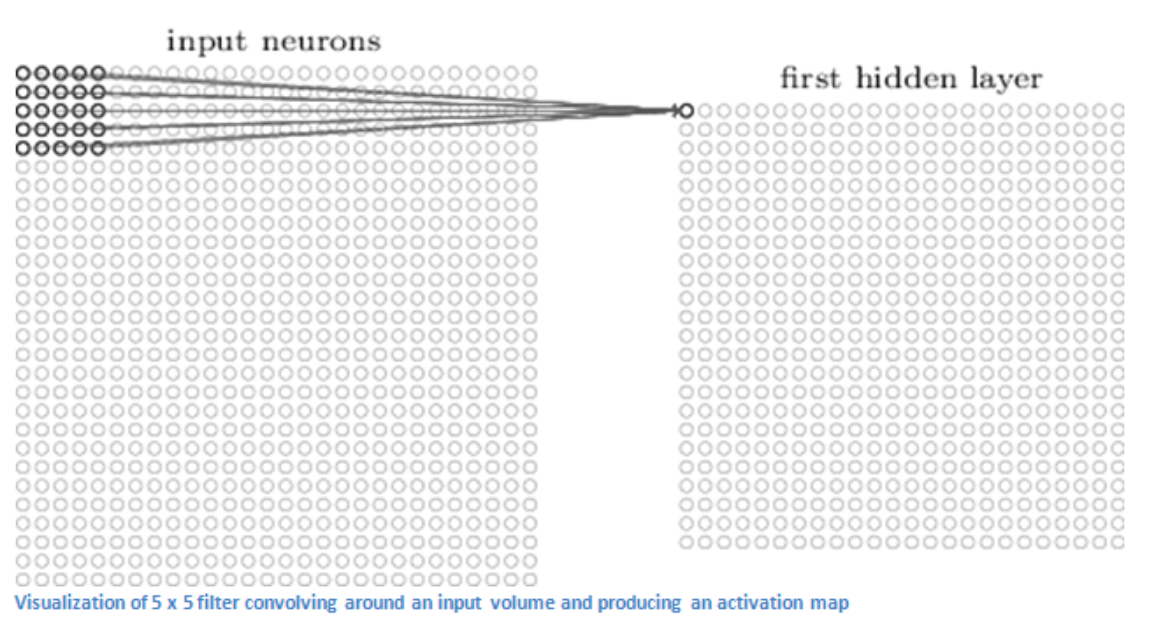 input neurons
first hidden layer
Visualization of 5 x 5 filter convolving around an input volume and producing an activation map